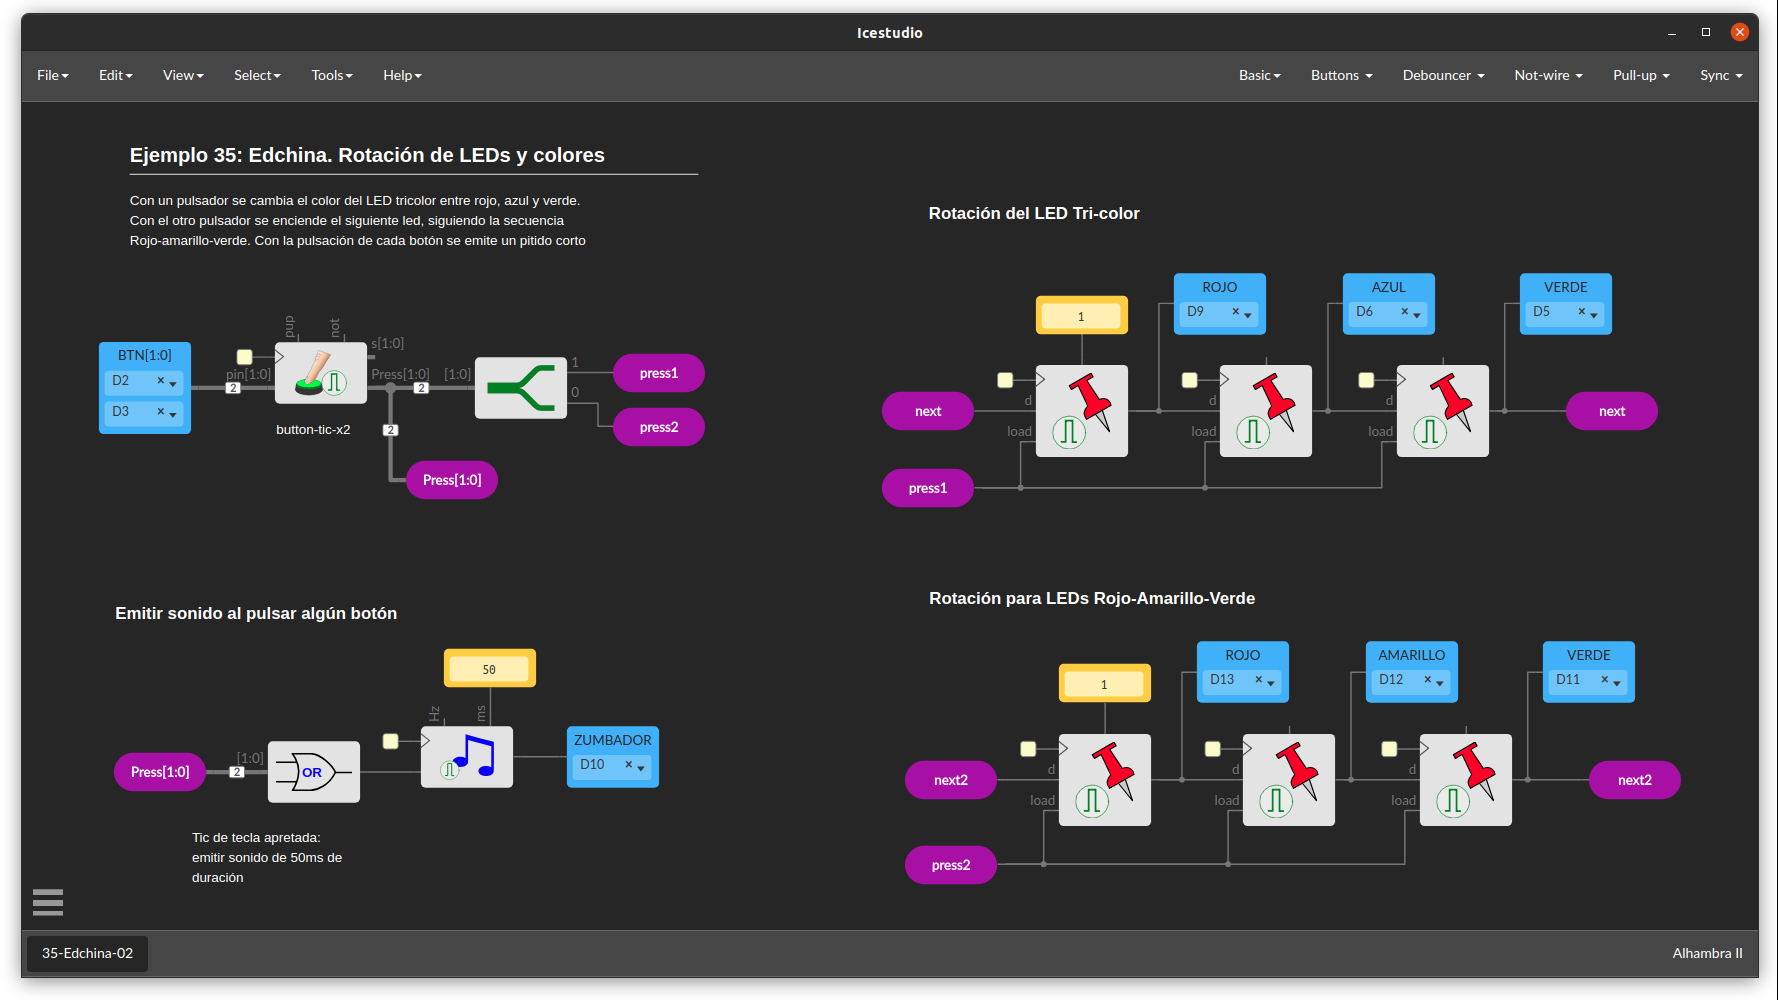 Icestudio
File Edit View Select Tools Help Basic Buttons Debouncer Not-wire Pull-up Sync
Ejemplo 35: Edchina. Rotación de LEDs y colores
Con un pulsador se cambia el color del LED tricolor entre rojo, azul y verde.
Con el otro pulsador se enciende el siguiente led, siguiendo la secuencia
Rojo-amarillo-verde. Con la pulsación de cada botón se emite un pitido corto
BTN[1:0]
D2 ×
D3 ×
pin[1:0]
2
pup
not
s[1:0]
Press[1:0]
2
[1:0]
1
0
press1
press2
button-tic-x2
2
Press[1:0]
Rotación del LED Tri-color
1
ROJO
D9 ×
AZUL
D6 ×
VERDE
D5 ×
next
d
load
d
load
d
load
next
press1
Emitir sonido al pulsar algún botón
50
Hz
ms
Press[1:0]
[1:0]
2
OR
ZUMBADOR
D10 ×
Tic de tecla apretada:
emitir sonido de 50ms de
duración
Rotación para LEDs Rojo-Amarillo-Verde
1
ROJO
D13 ×
AMARILLO
D12 ×
VERDE
D11 ×
next2
d
load
d
load
d
load
next2
press2
35-Edchina-02
Alhambra II